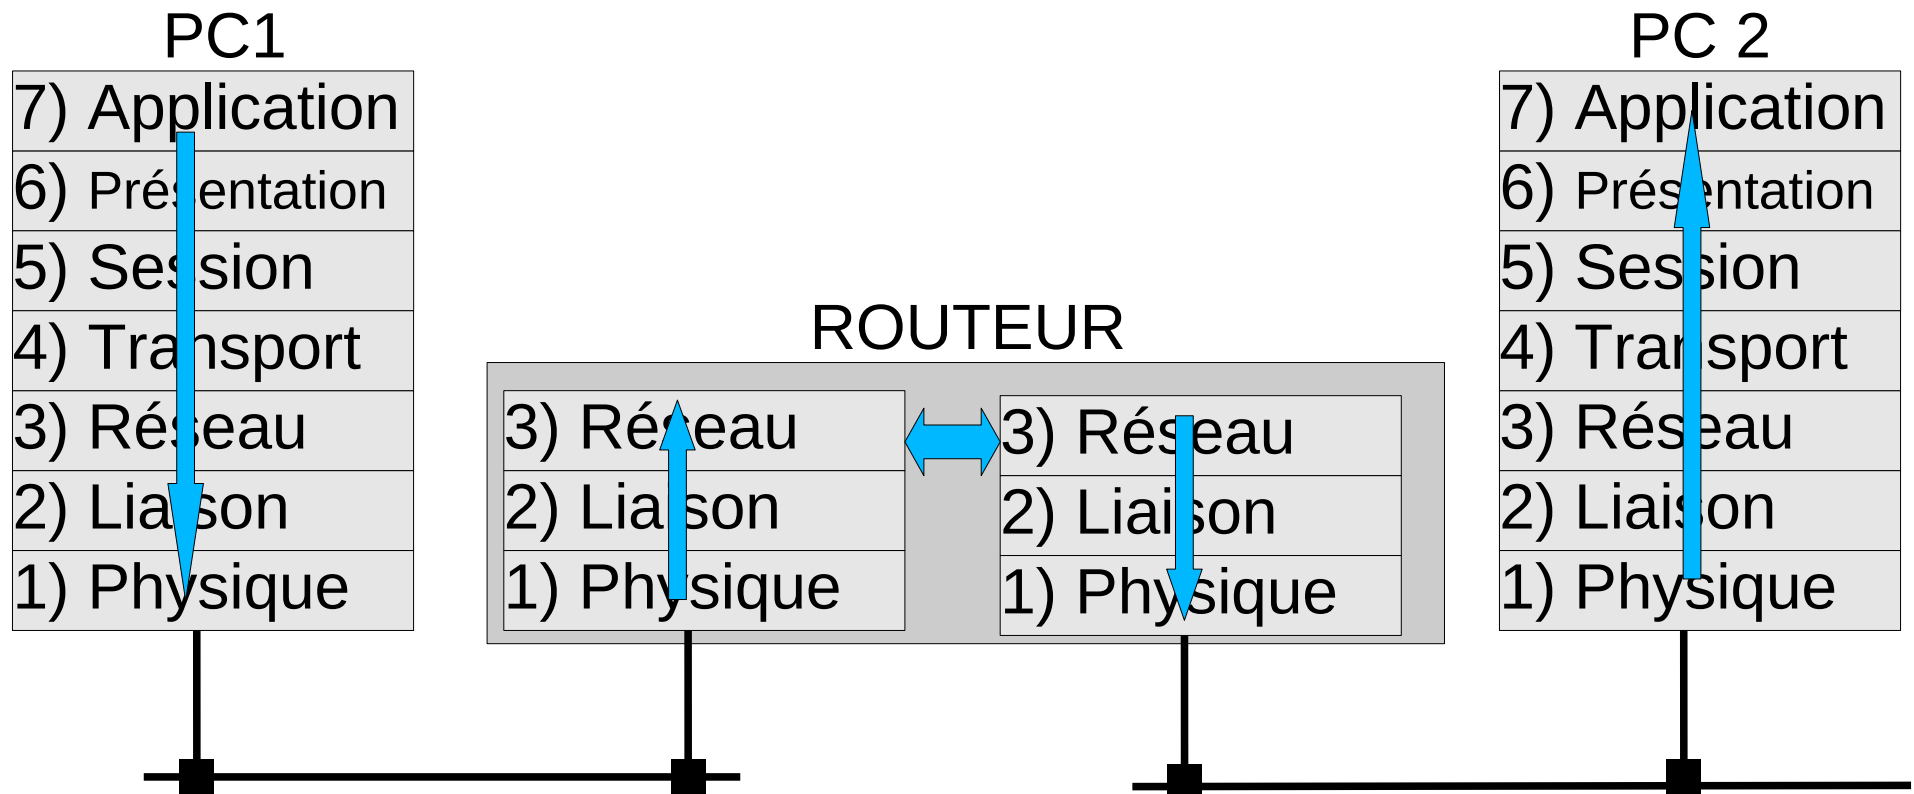 PC1
7) Application
6) Présentation
5) Session
4) Transport
3) Réseau
2) Liaison
1) Physique
ROUTEUR
3) Réseau
2) Liaison
1) Physique
3) Réseau
2) Liaison
1) Physique
PC 2
7) Application
6) Présentation
5) Session
4) Transport
3) Réseau
2) Liaison
1) Physique